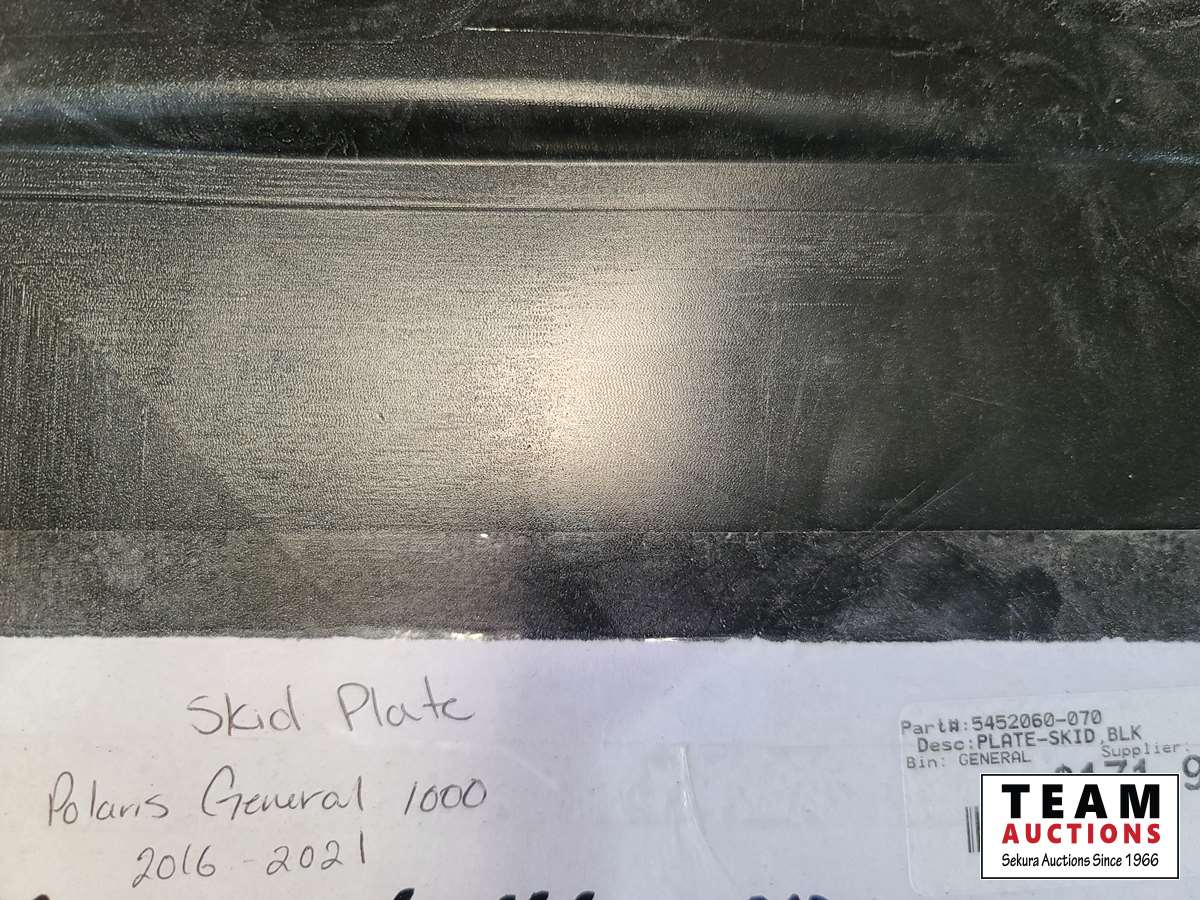 Skid Plate
Polaris General 1000
2016 - 2021
Part#:5452060-070
Desc:PLATE-SKID,BLK
Bin: GENERAL Supplier:
TEAM
AUCTIONS
Sekura Auctions Since 1966